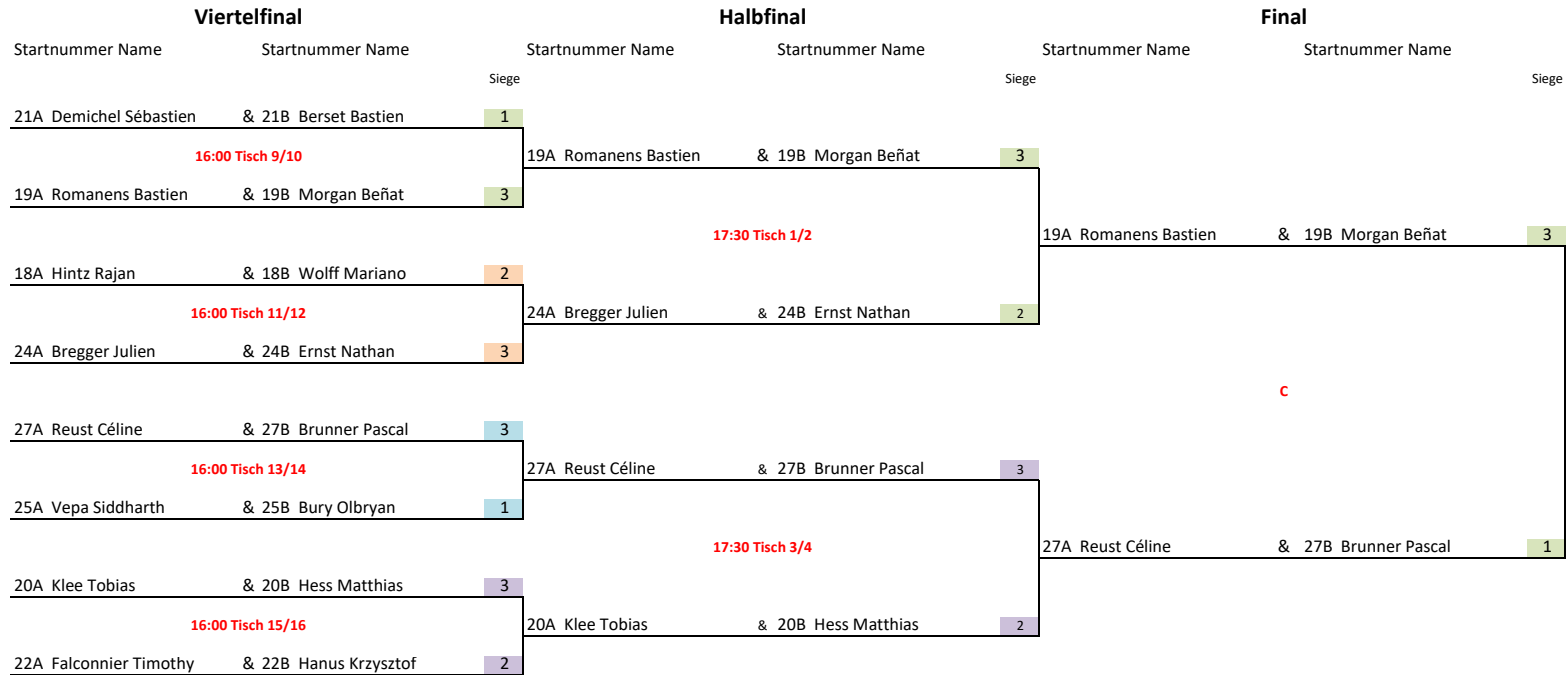 Viertelfinal Halbfinal Final
Startnummer Name Startnummer Name Startnummer Name Startnummer Name Startnummer Name Startnummer Name
Siege Siege Siege
21A Demichel Sébastien & 21B Berset Bastien 1
16:00 Tisch 9/10 19A Romanens Bastien & 19B Morgan Beñat 3
19A Romanens Bastien & 19B Morgan Beñat 3
17:30 Tisch 1/2 19A Romanens Bastien & 19B Morgan Beñat 3
18A Hintz Rajan & 18B Wolff Mariano 2
16:00 Tisch 11/12 24A Bregger Julien & 24B Ernst Nathan 2
24A Bregger Julien & 24B Ernst Nathan 3
C
27A Reust Céline & 27B Brunner Pascal 3
16:00 Tisch 13/14 27A Reust Céline & 27B Brunner Pascal 3
25A Vepa Siddharth & 25B Bury Olbryan 1
17:30 Tisch 3/4 27A Reust Céline & 27B Brunner Pascal 1
20A Klee Tobias & 20B Hess Matthias 3
16:00 Tisch 15/16 20A Klee Tobias & 20B Hess Matthias 2
22A Falconnier Timothy & 22B Hanus Krzysztof 2